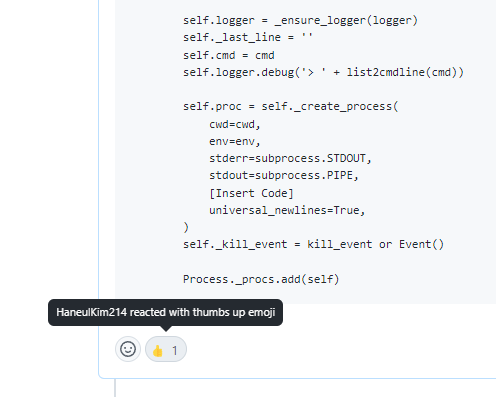 self.logger = _ensure_logger(logger)
self._last_line = ''
self.cmd = cmd
self.logger.debug('> ' + list2cmdline(cmd))
self.proc = self._create_process(
cwd=cwd,
env=env,
stderr=subprocess.STDOUT,
stdout=subprocess.PIPE,
[Insert Code]
universal_newlines=True,
)
self._kill_event = kill_event or Event()
Process._procs.add(self)
HaneulKim214 reacted with thumbs up emoji
1